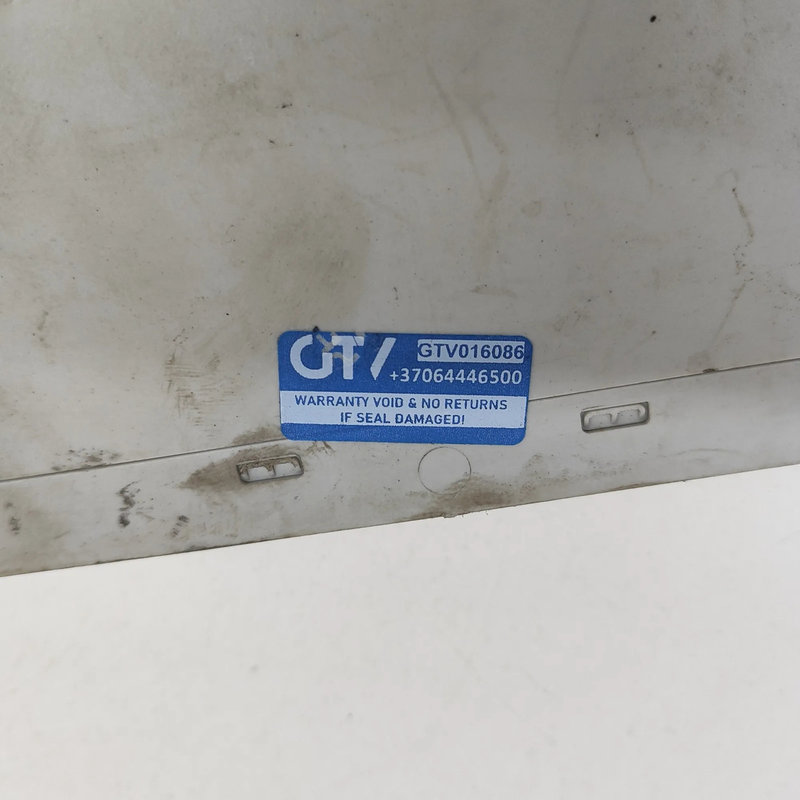 GTV GTV016086
+37064446500
WARRANTY VOID & NO RETURNS
IF SEAL DAMAGED!